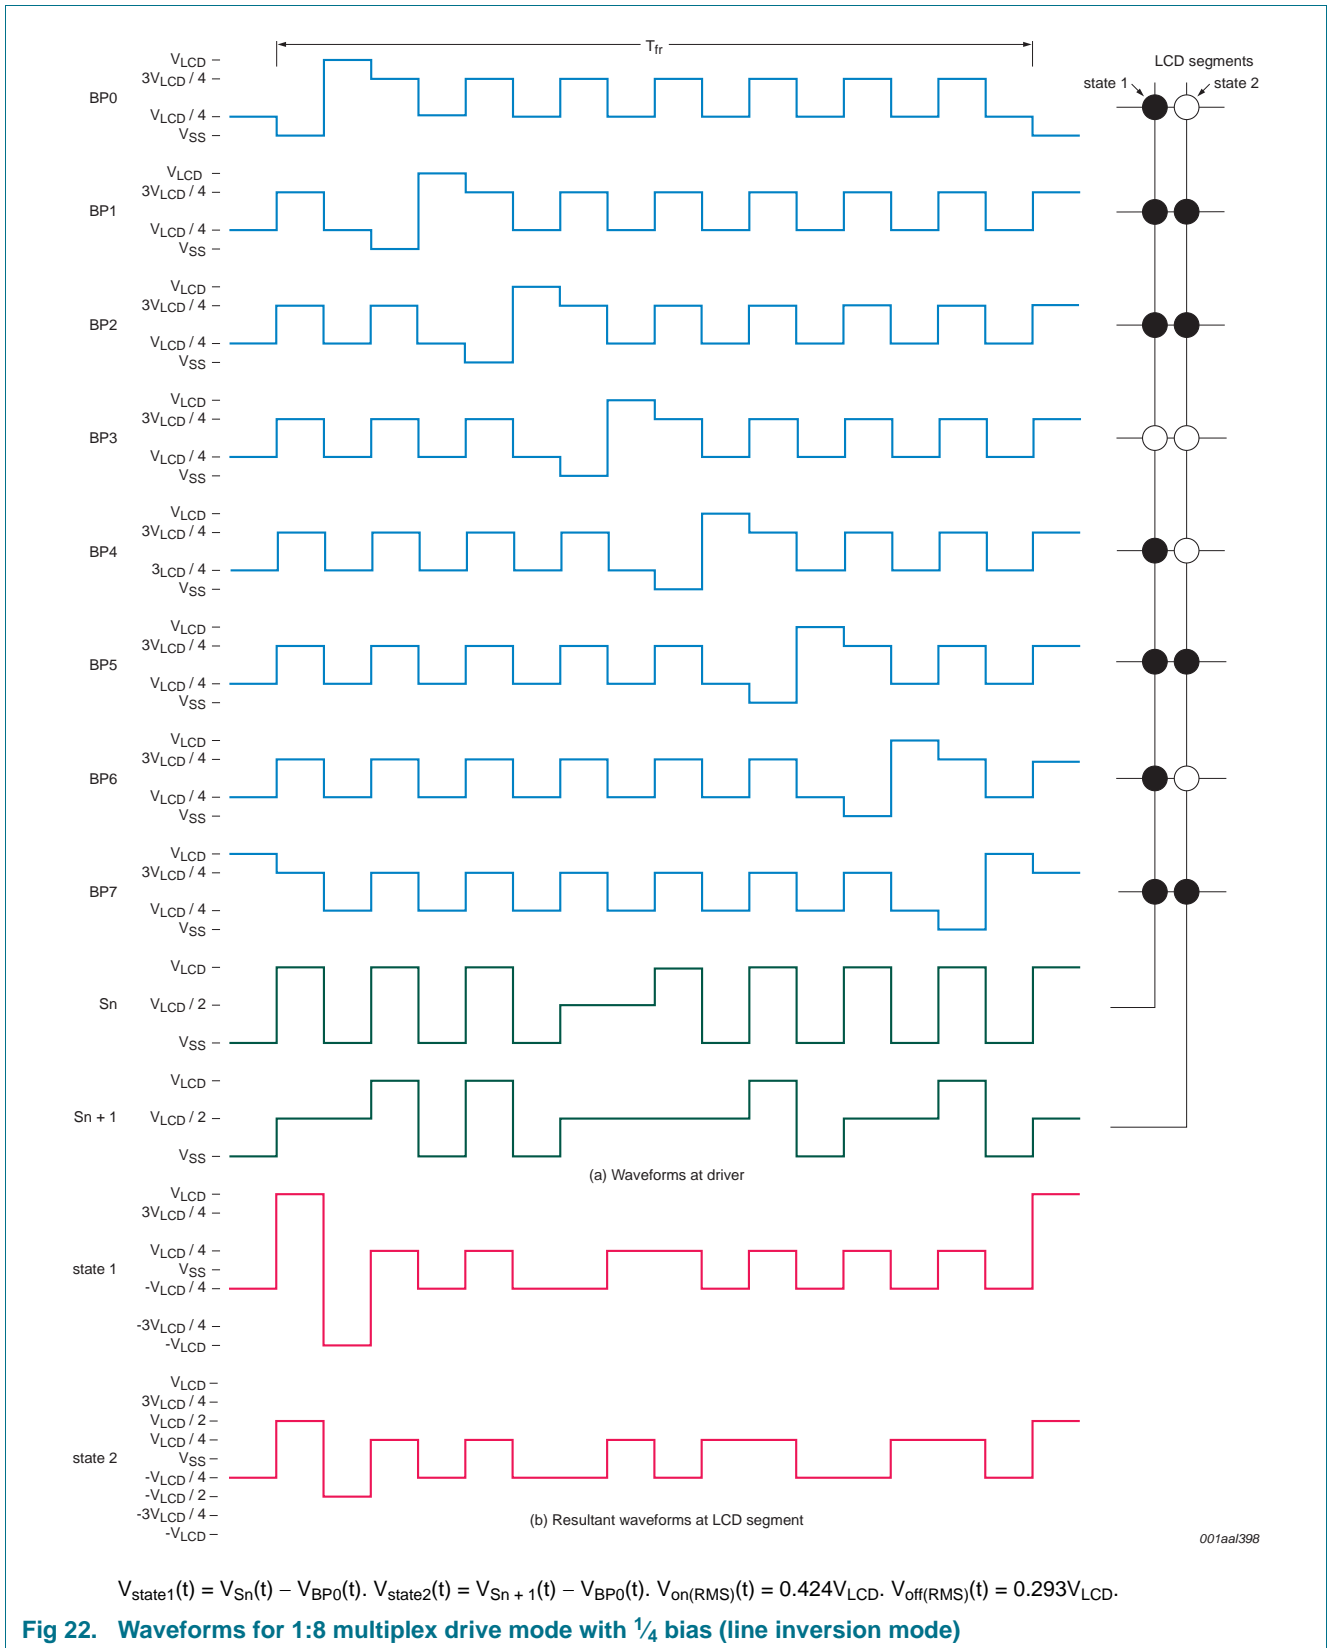 Tfr
LCD segments
state 1
state 2
BP0
VLCD
3VLCD / 4
VLCD / 4
VSS
BP1
VLCD
3VLCD / 4
VLCD / 4
VSS
BP2
VLCD
3VLCD / 4
VLCD / 4
VSS
BP3
VLCD
3VLCD / 4
VLCD / 4
VSS
BP4
VLCD
3VLCD / 4
3LCD / 4
VSS
BP5
VLCD
3VLCD / 4
VLCD / 4
VSS
BP6
VLCD
3VLCD / 4
VLCD / 4
VSS
BP7
VLCD
3VLCD / 4
VLCD / 4
VSS
Sn
VLCD
VLCD / 2
VSS
Sn + 1
VLCD
VLCD / 2
VSS
(a) Waveforms at driver
state 1
VLCD
3VLCD / 4
VLCD / 4
VSS
-VLCD / 4
-3VLCD / 4
-VLCD
state 2
VLCD
3VLCD / 4
VLCD / 2
VLCD / 4
VSS
-VLCD / 4
-VLCD / 2
-3VLCD / 4
-VLCD
(b) Resultant waveforms at LCD segment
001aal398
Vstate1(t) = VSn(t) − VBP0(t). Vstate2(t) = VSn + 1(t) − VBP0(t). Von(RMS)(t) = 0.424VLCD. Voff(RMS)(t) = 0.293VLCD.
Fig 22. Waveforms for 1:8 multiplex drive mode with 1⁄4 bias (line inversion mode)